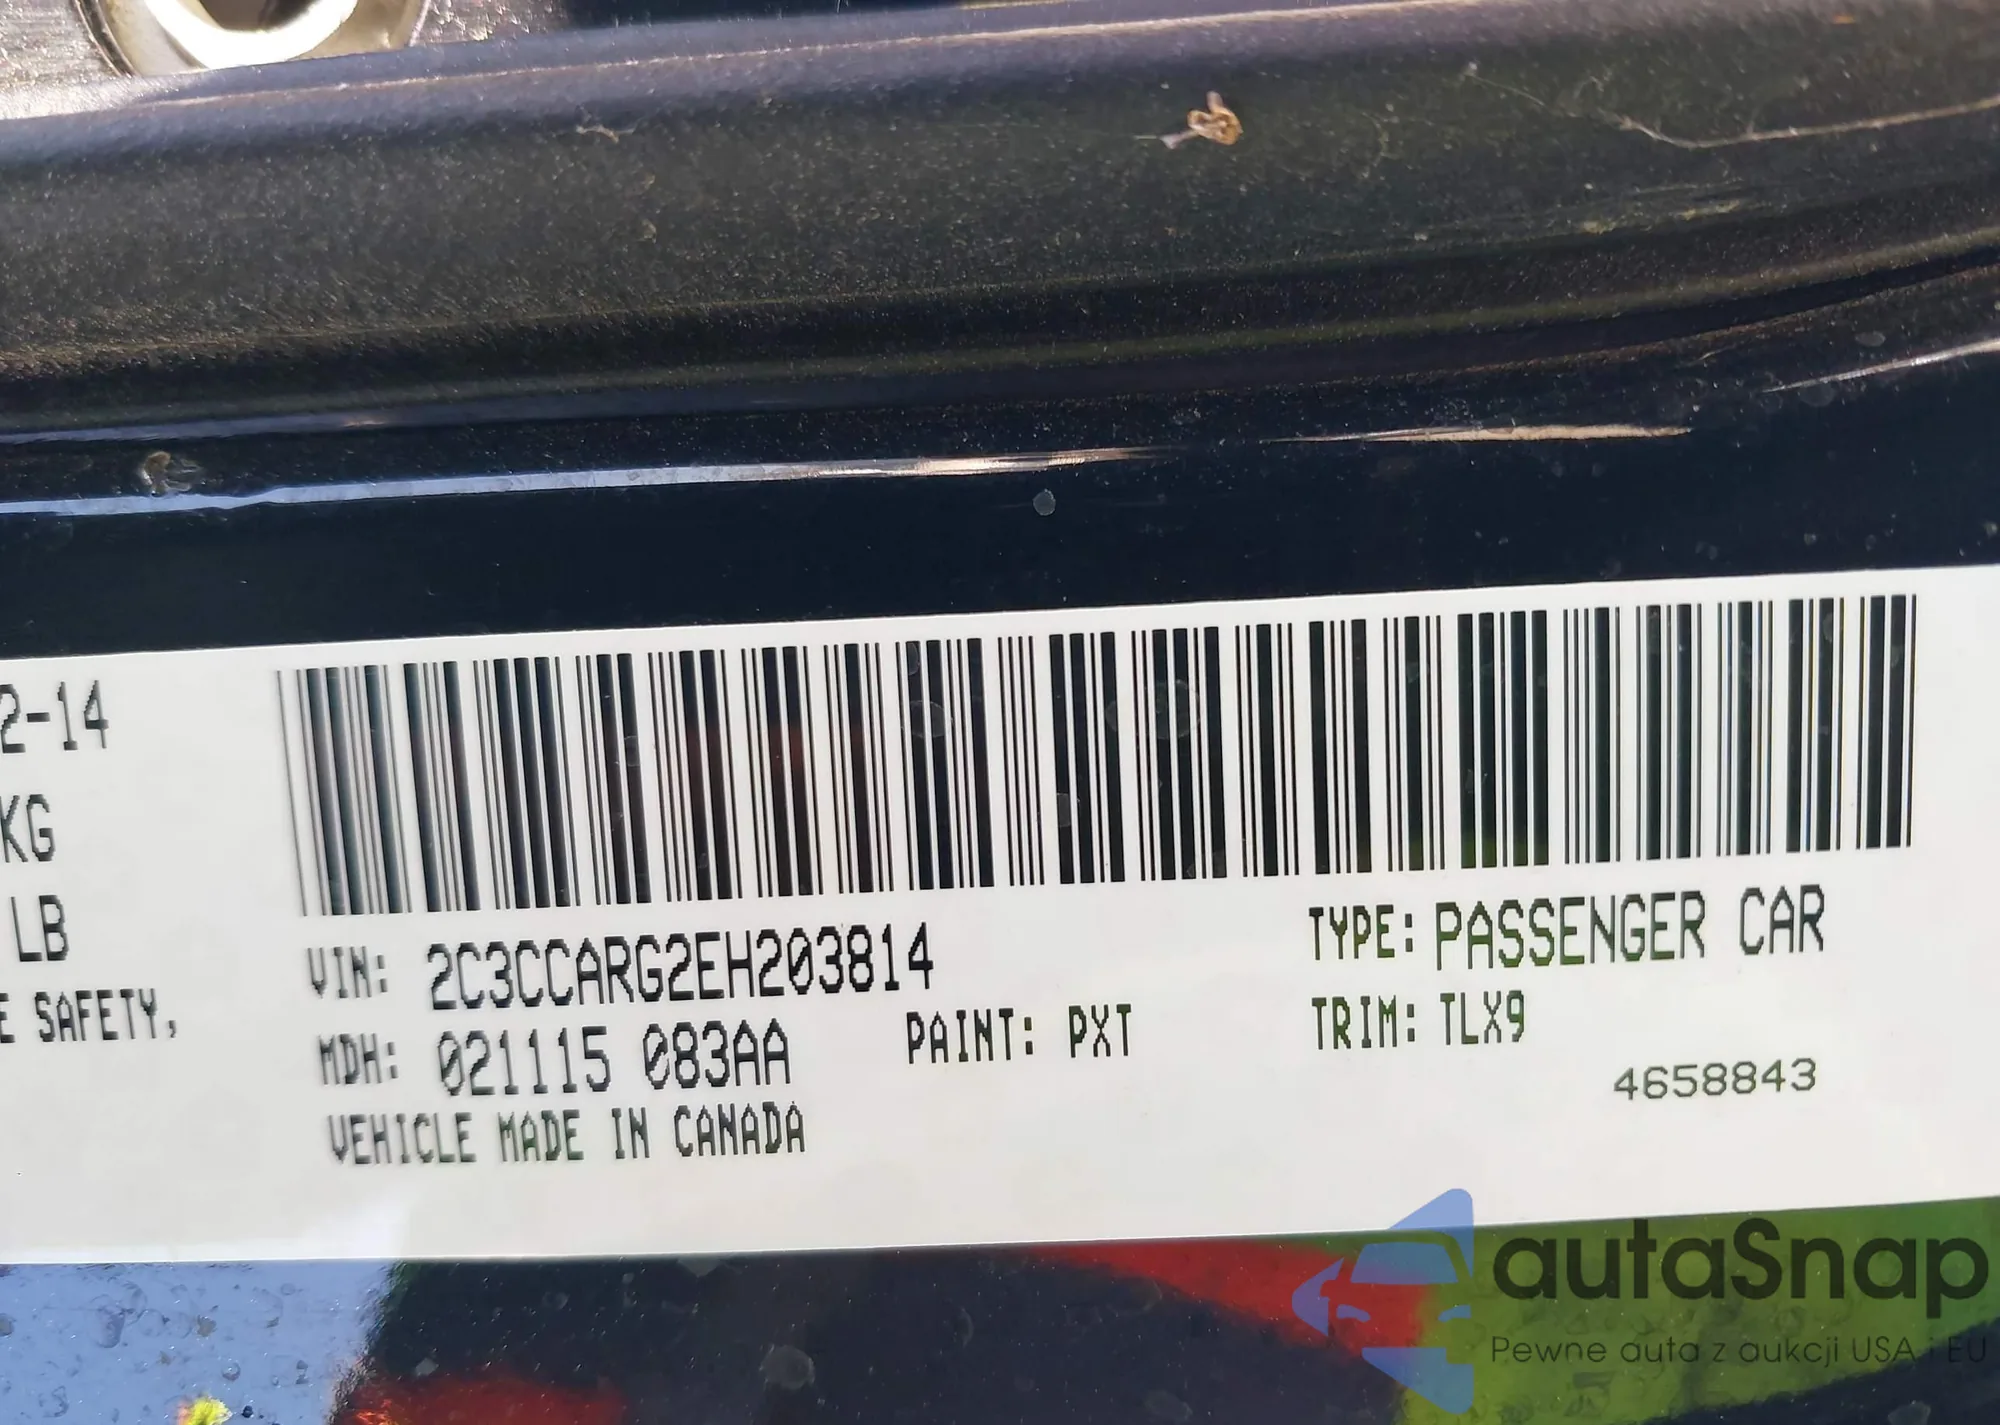 2-14
KG
LB
E SAFETY,
VIN: 2C3CCARG2EH203814
TYPE: PASSENGER CAR
MDH: 021115 083AA
PAINT: PXT
TRIM: TLX9
VEHICLE MADE IN CANADA
4658843
autaSnap
Pewne auta z aukcji USA i EU